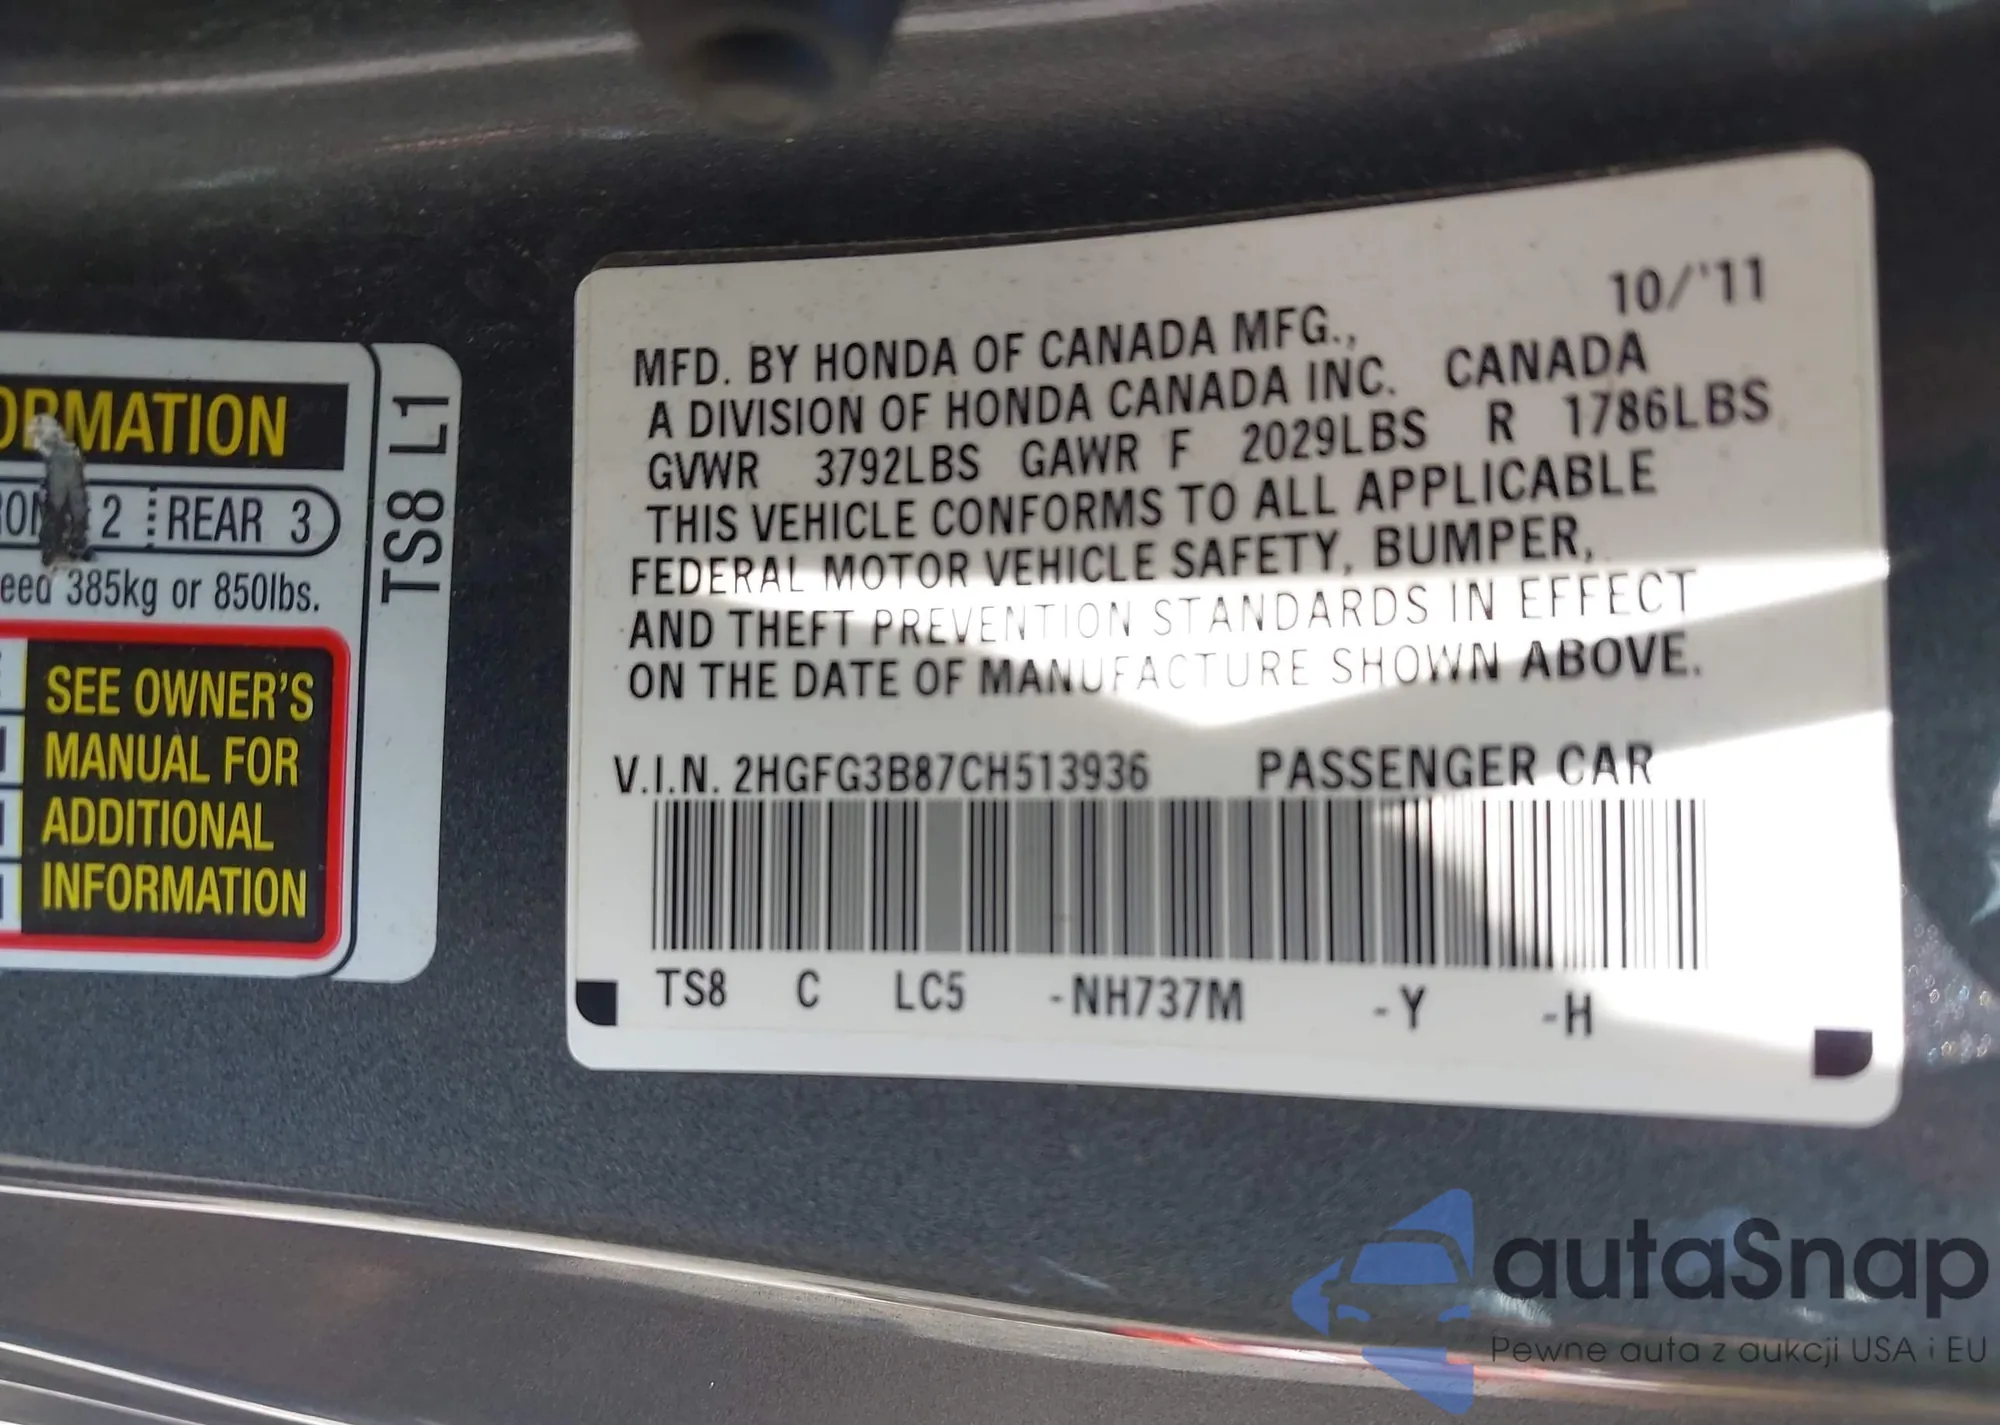 MATION
2 REAR 3
385kg or 850lbs.
SEE OWNER'S
MANUAL FOR
ADDITIONAL
INFORMATION
TS8 L1
10/'11
MFD. BY HONDA OF CANADA MFG.,
A DIVISION OF HONDA CANADA INC. CANADA
GVWR 3792LBS GAWR F 2029LBS R 1786LBS
THIS VEHICLE CONFORMS TO ALL APPLICABLE
FEDERAL MOTOR VEHICLE SAFETY, BUMPER,
AND THEFT PREVENTION STANDARDS IN EFFECT
ON THE DATE OF MANUFACTURE SHOWN ABOVE.
V.I.N. 2HGFG3B87CH513936 PASSENGER CAR
TS8 C LC5 -NH737M -Y -H
autaSnap
Pewne auta z aukcji USA i EU